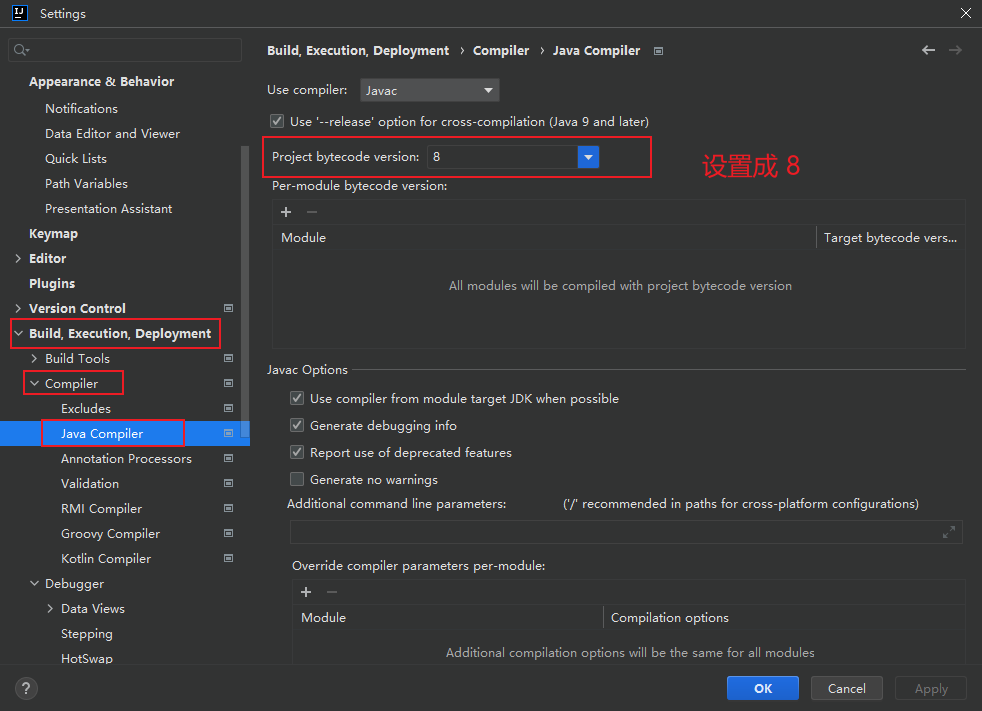 IJ
Settings
Appearance & Behavior
Notifications
Data Editor and Viewer
Quick Lists
Path Variables
Presentation Assistant
Keymap
Editor
Plugins
Version Control
Build, Execution, Deployment
Build Tools
Compiler
Excludes
Java Compiler
Annotation Processors
Validation
RMI Compiler
Groovy Compiler
Kotlin Compiler
Debugger
Data Views
Stepping
HotSwap
Build, Execution, Deployment › Compiler › Java Compiler
Use compiler: Javac
Use '--release' option for cross-compilation (Java 9 and later)
Project bytecode version: 8
设置成 8
Per-module bytecode version:
Module Target bytecode vers...
All modules will be compiled with project bytecode version
Javac Options
Use compiler from module target JDK when possible
Generate debugging info
Report use of deprecated features
Generate no warnings
Additional command line parameters: ('/' recommended in paths for cross-platform configurations)
Override compiler parameters per-module:
Module Compilation options
Additional compilation options will be the same for all modules
? OK Cancel Apply